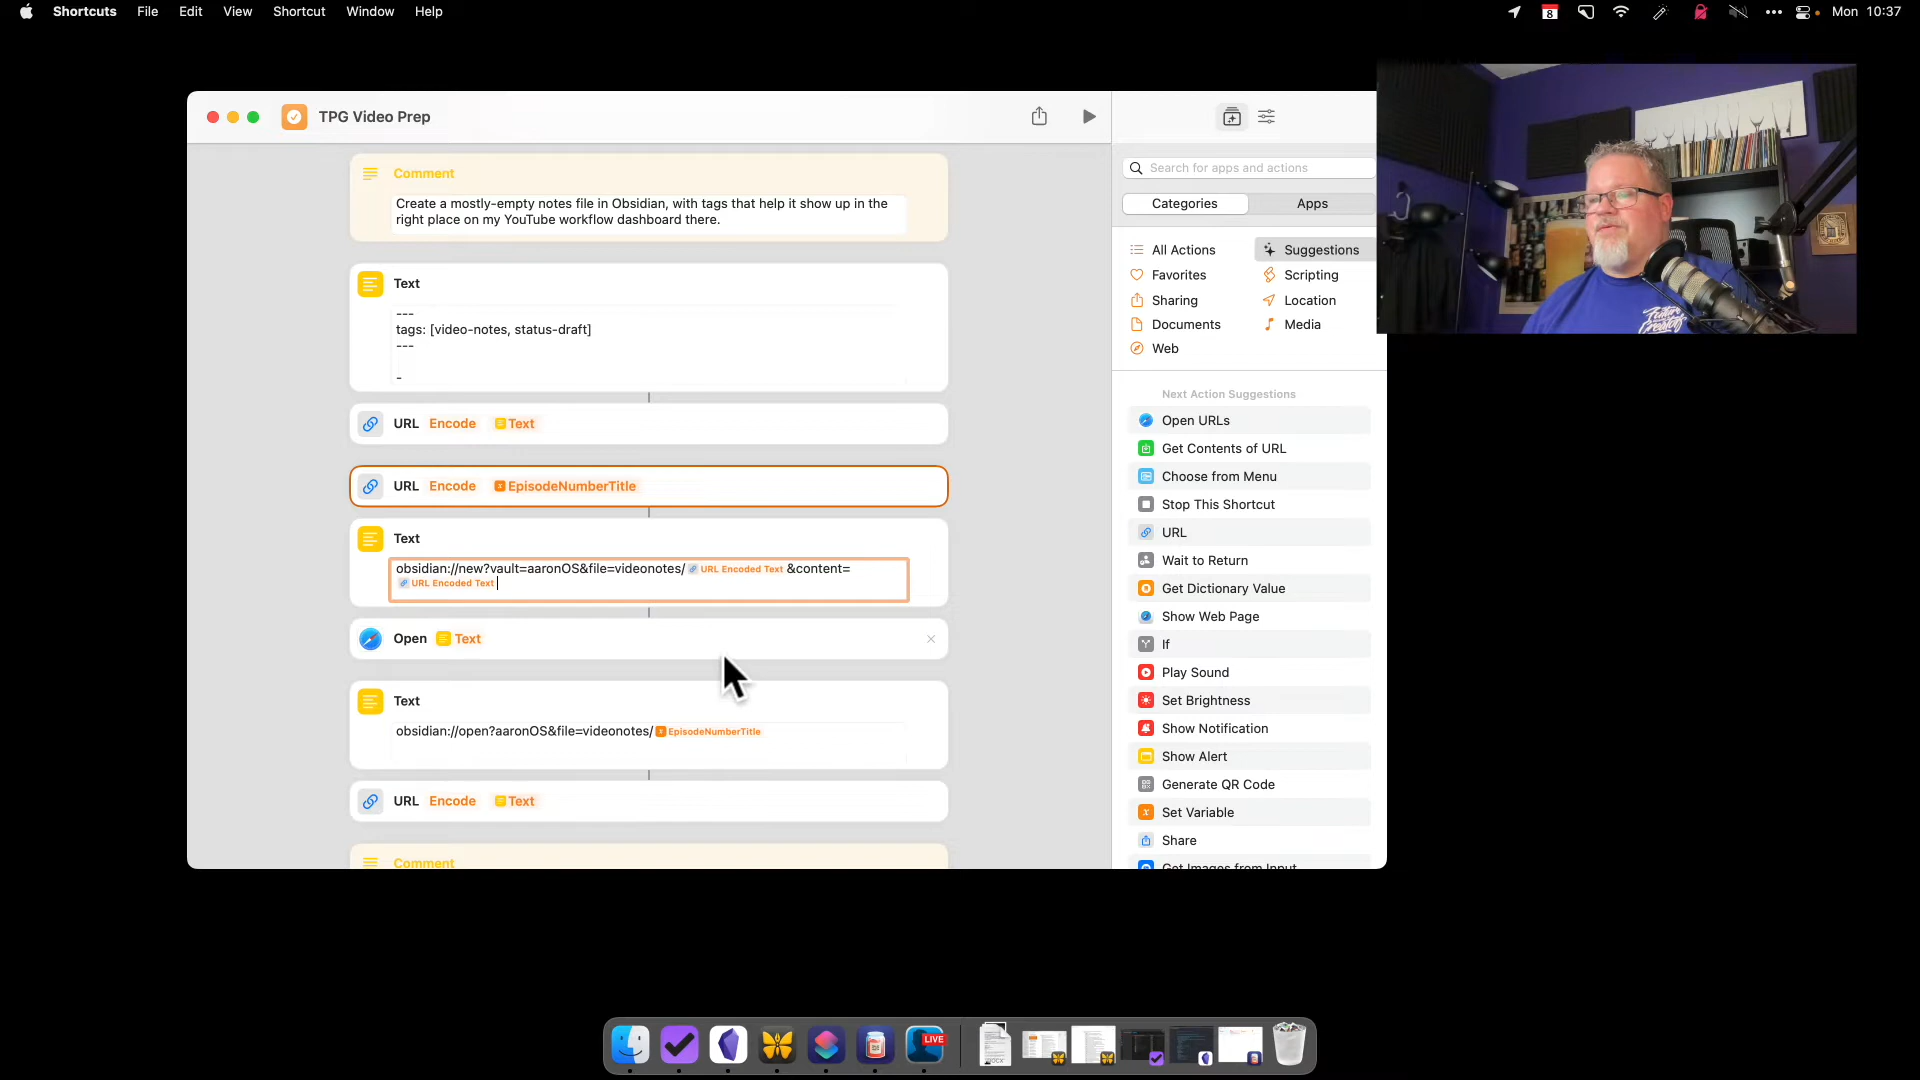 Shortcuts File Edit View Shortcut Window Help
8
Mon 10:37
TPG Video Prep
Comment
Create a mostly-empty notes file in Obsidian, with tags that help it show up in the
right place on my YouTube workflow dashboard there.
Text
---
tags: [video-notes, status-draft]
---
-
URL Encode Text
URL Encode EpisodeNumberTitle
Text
obsidian://new?vault=aaronOS&file=videonotes/ URL Encoded Text &content=
URL Encoded Text
Open Text
Text
obsidian://open?aaronOS&file=videonotes/ EpisodeNumberTitle
URL Encode Text
Comment
Search for apps and actions
Categories Apps
All Actions Suggestions
Favorites Scripting
Sharing Location
Documents Media
Web
Next Action Suggestions
Open URLs
Get Contents of URL
Choose from Menu
Stop This Shortcut
URL
Wait to Return
Get Dictionary Value
Show Web Page
If
Play Sound
Set Brightness
Show Notification
Show Alert
Generate QR Code
Set Variable
Share
Get Images from Input
LIVE